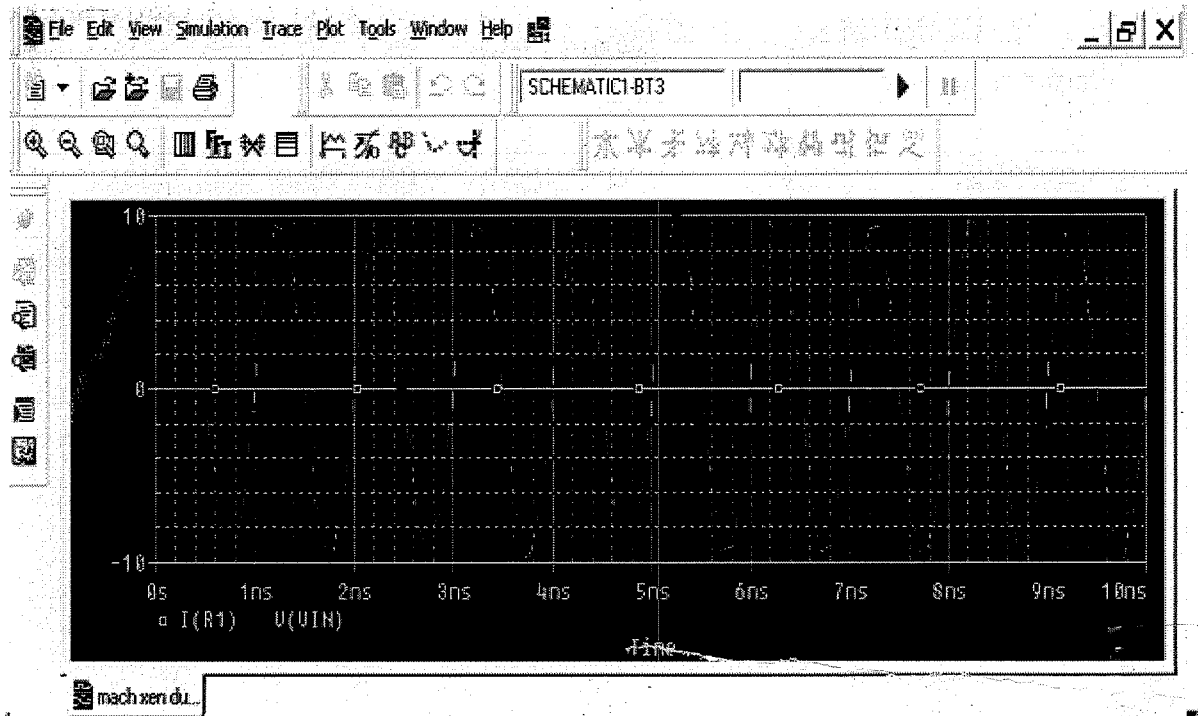 File Edit View Simulation Trace Plot Tools Window Help
SCHEMATIC1-BT3
10
0
-10
0s 1ns 2ns 3ns 4ns 5ns 6ns 7ns 8ns 9ns 10ns
I(R1) V(VIN)
Time
mach xen du...